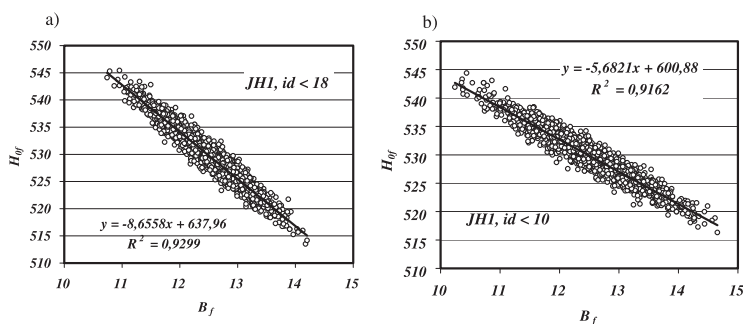 a)
550
545
540
535
530
525
520
515
510
H0f
JH1, id < 18
y = -8,6558x + 637,96
R² = 0,9299
10 11 12 13 14 15
Bf
b)
550
545
540
535
530
525
520
515
510
H0f
y = -5,6821x + 600,88
R² = 0,9162
JH1, id < 10
10 11 12 13 14 15
Bf